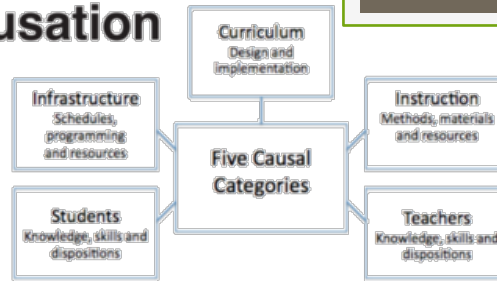 usation
Curriculum
Design and
implementation
Infrastructure
Schedules,
programming
and resources
Instruction
Methods, materials
and resources
Five Causal
Categories
Students
Knowledge, skills and
dispositions
Teachers
Knowledge, skills and
dispositions